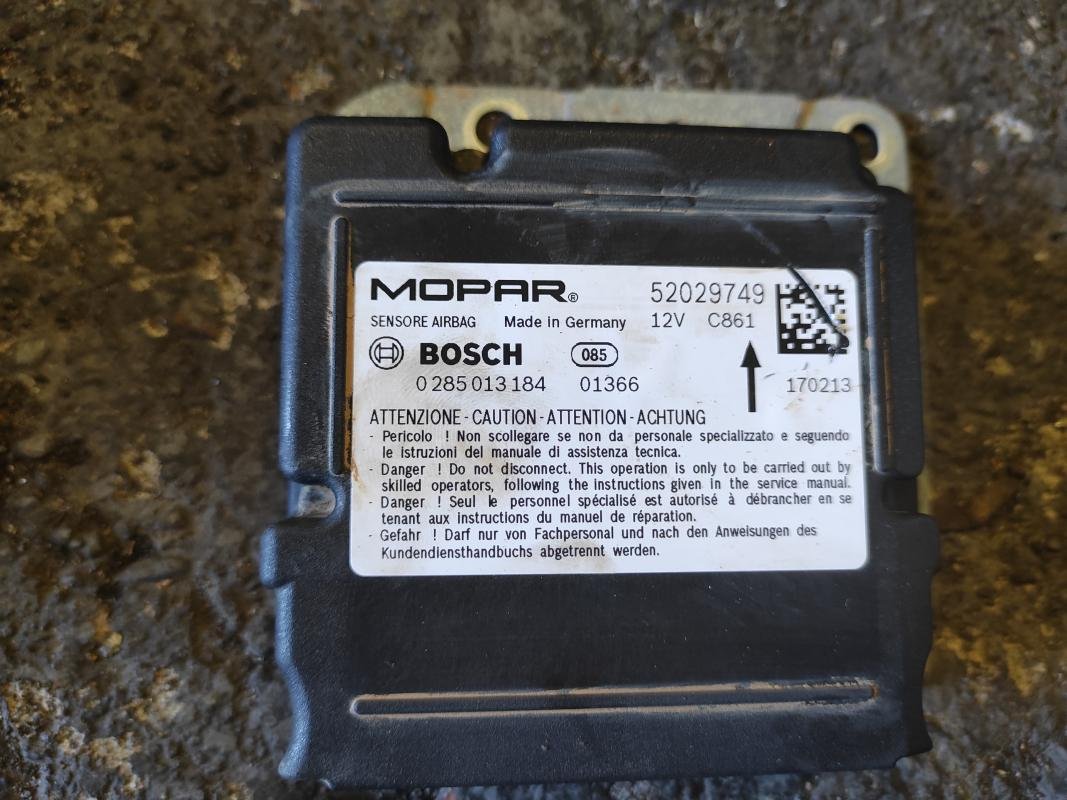 MOPAR® 52029749
SENSORE AIRBAG Made in Germany 12V C861
BOSCH 085
0 285 013 184 01366 170213
ATTENZIONE - CAUTION - ATTENTION - ACHTUNG
- Pericolo ! Non scollegare se non da personale specializzato e seguendo
le istruzioni del manuale di assistenza tecnica.
- Danger ! Do not disconnect. This operation is only to be carried out by
skilled operators, following the instructions given in the service manual.
- Danger ! Seul le personnel spécialisé est autorisé à débrancher en se
tenant aux instructions du manuel de réparation.
- Gefahr ! Darf nur von Fachpersonal und nach den Anweisungen des
Kundendiensthandbuchs abgetrennt werden.